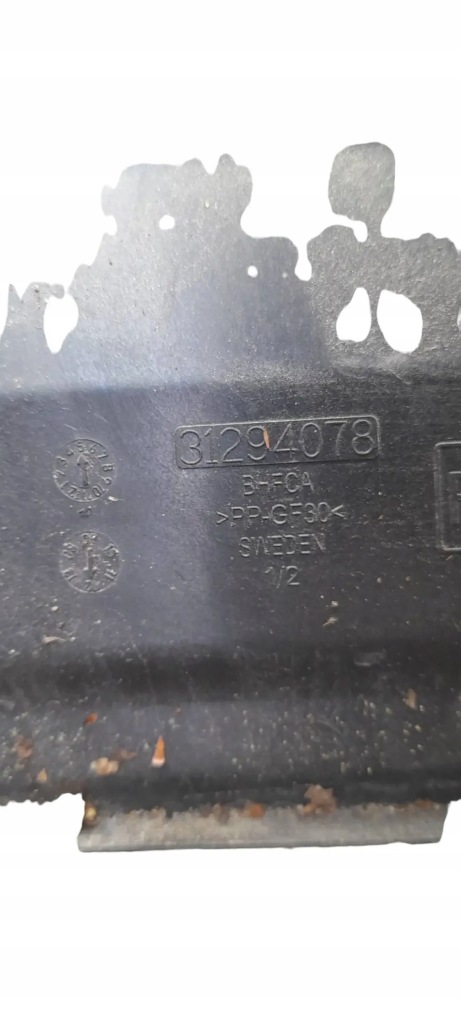 31294078
BHFCA
>PP-GF30<
SWEDEN
1/2